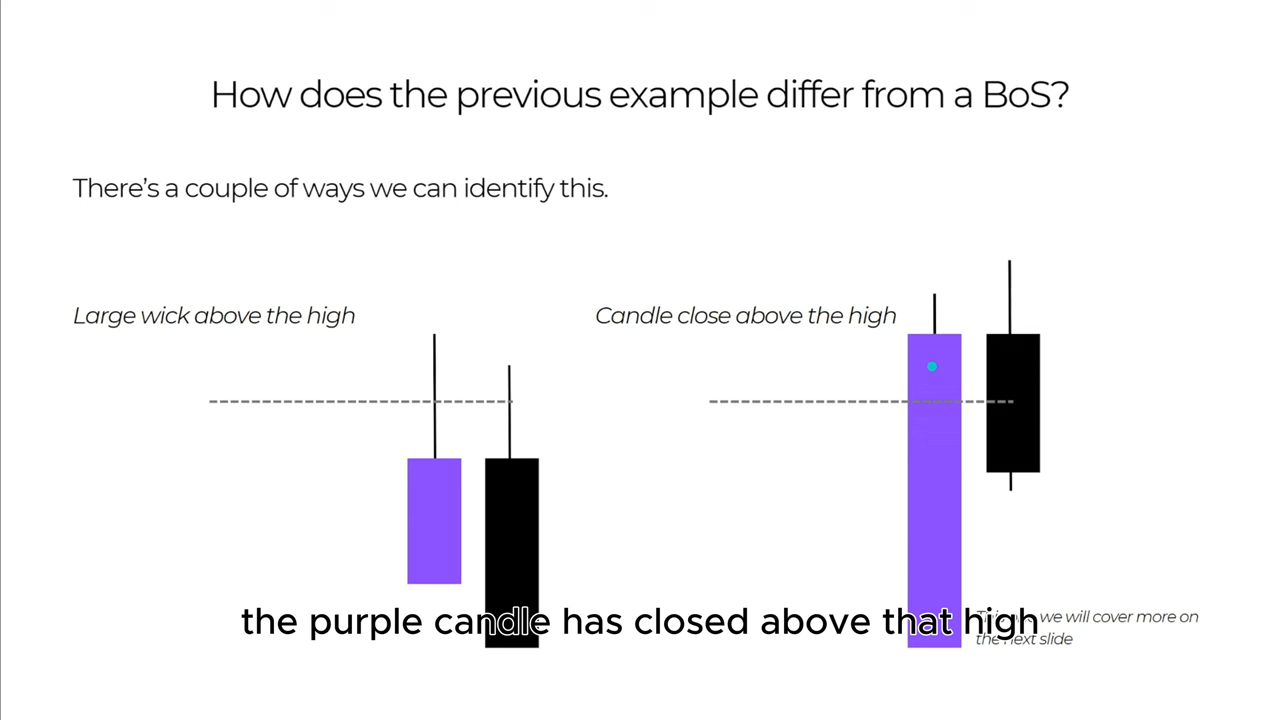 How does the previous example differ from a BoS?
There's a couple of ways we can identify this.
Large wick above the high
Candle close above the high
we will cover more on
the next slide
the purple candle has closed above that high